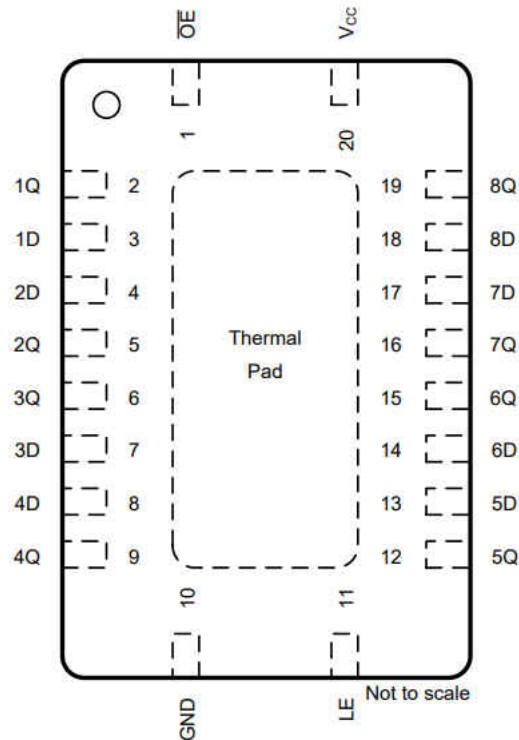 O̅E̅ VCC
1 20
1Q 2 19 8Q
1D 3 18 8D
2D 4 17 7D
2Q 5 16 7Q
Thermal
Pad
3Q 6 15 6Q
3D 7 14 6D
4D 8 13 5D
4Q 9 12 5Q
10 11
GND LE
Not to scale